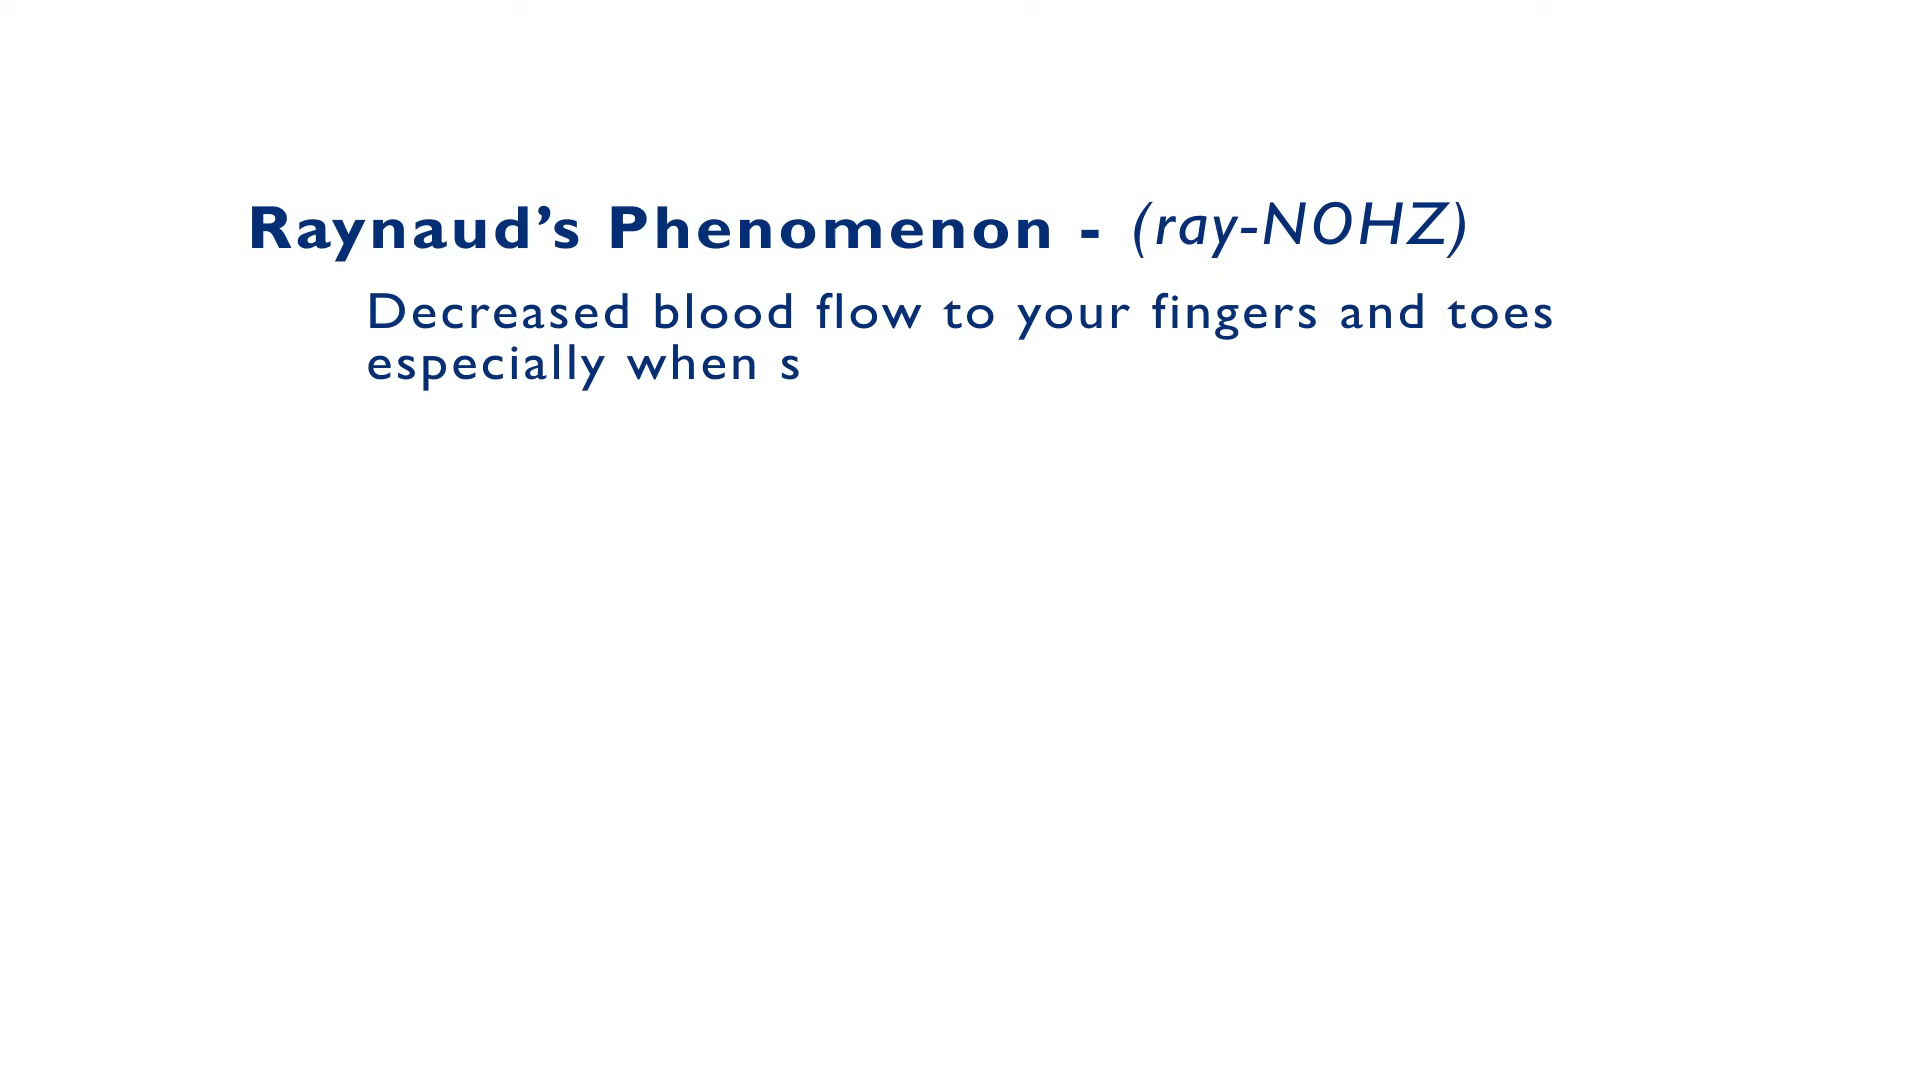 Raynaud’s Phenomenon - (ray-NOHZ)
Decreased blood flow to your fingers and toes
especially when s